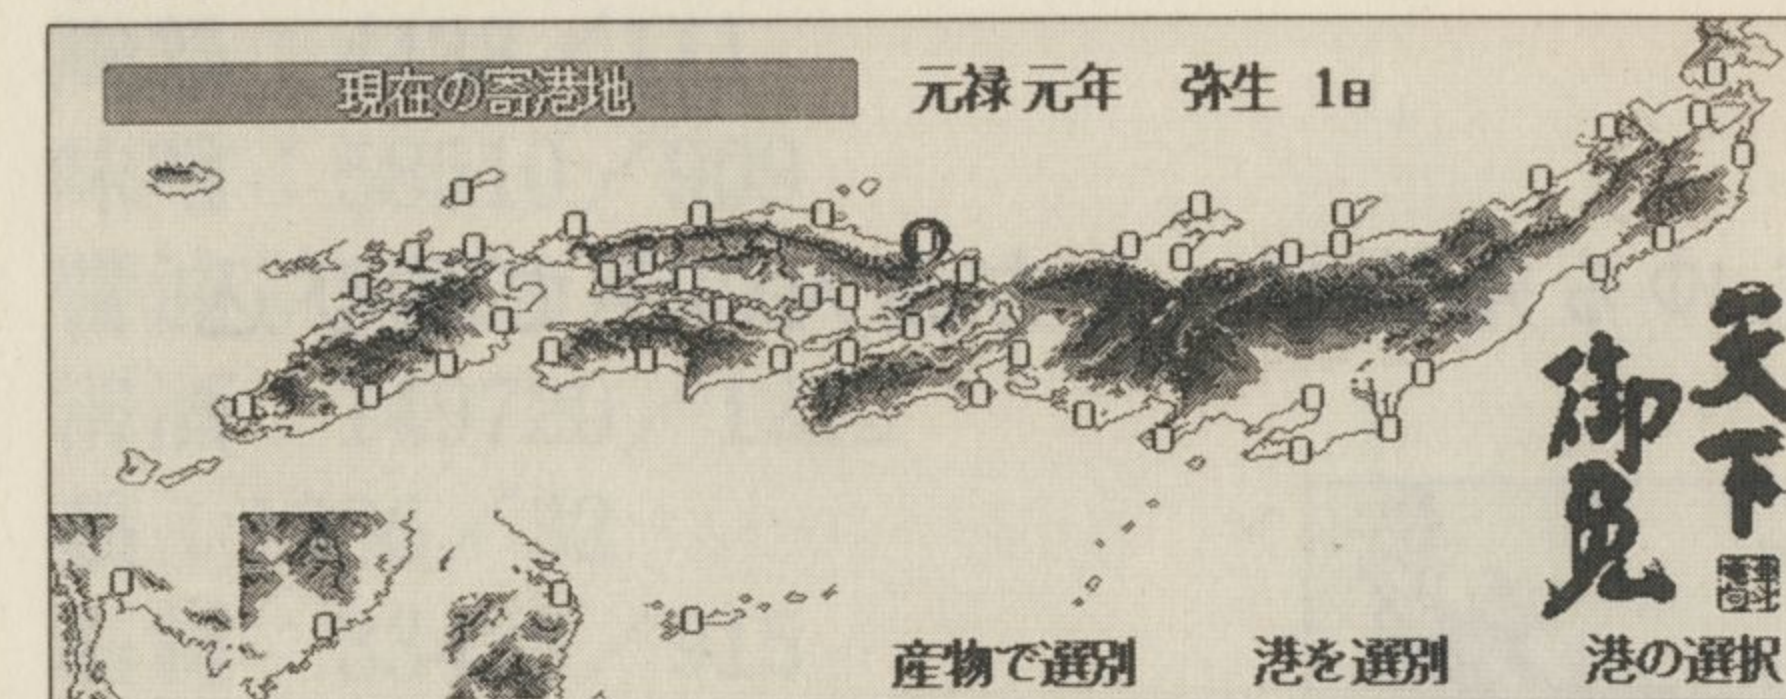 現在の寄港地
元禄元年 弥生 1日
天下
御免
産物で選別 港を選別 港の選択